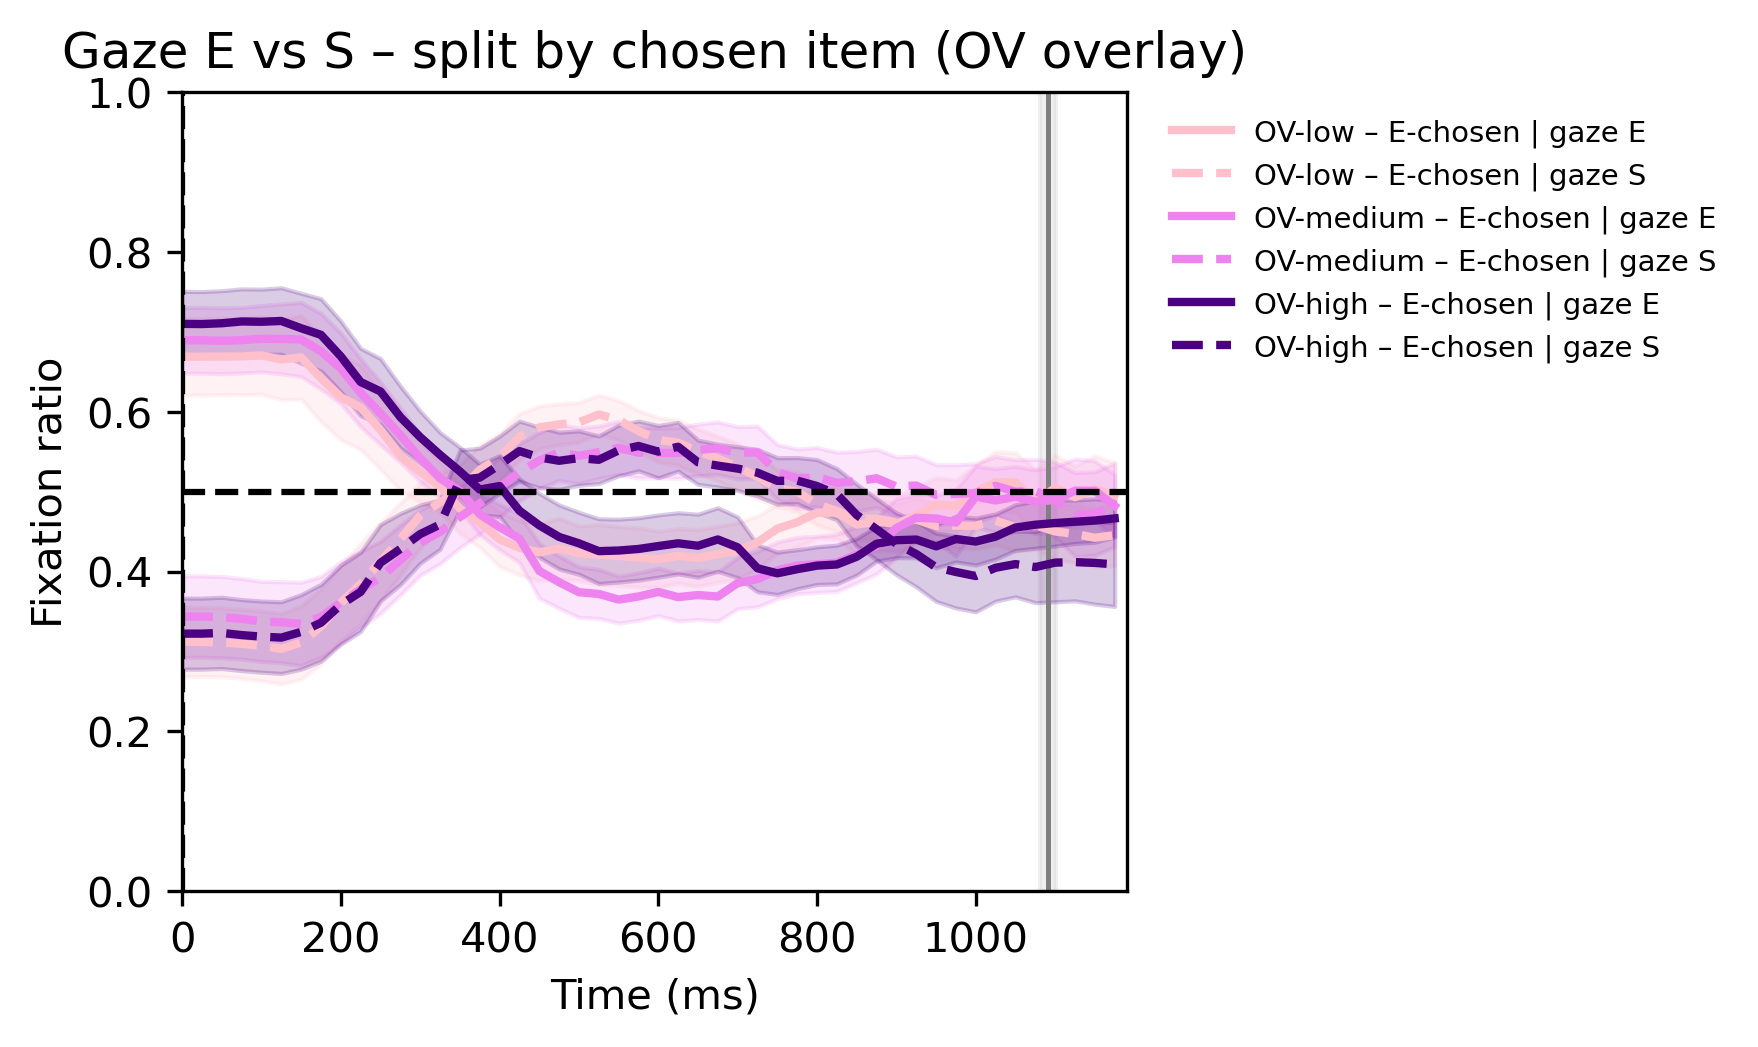 Gaze E vs S – split by chosen item (OV overlay)
1.0
0.8
0.6
0.4
0.2
0.0
Fixation ratio
0 200 400 600 800 1000
Time (ms)
OV-low – E-chosen | gaze E
OV-low – E-chosen | gaze S
OV-medium – E-chosen | gaze E
OV-medium – E-chosen | gaze S
OV-high – E-chosen | gaze E
OV-high – E-chosen | gaze S